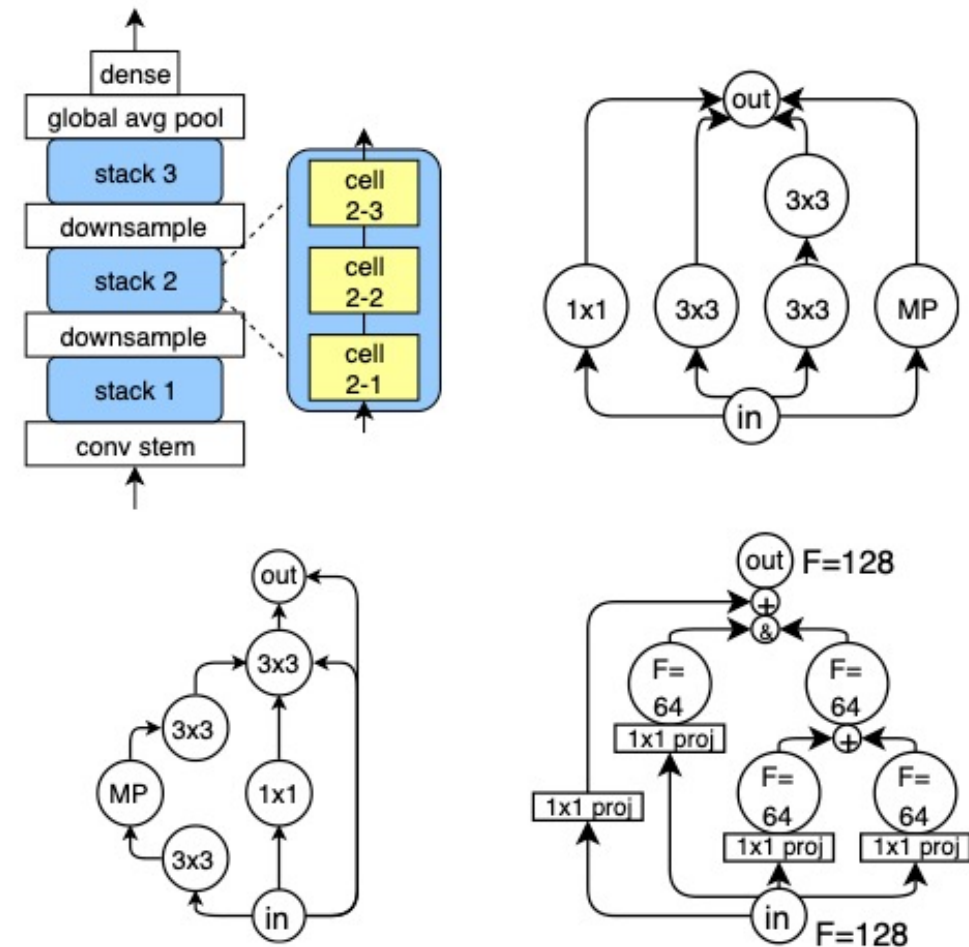 dense
global avg pool
stack 3
downsample
stack 2
downsample
stack 1
conv stem
cell
2-3
cell
2-2
cell
2-1
out
3x3
1x1
3x3
3x3
MP
in
out
3x3
3x3
MP
1x1
3x3
in
out
F=128
+
&
F=
64
F=
64
1x1 proj
+
F=
64
F=
64
1x1 proj
1x1 proj
1x1 proj
in
F=128